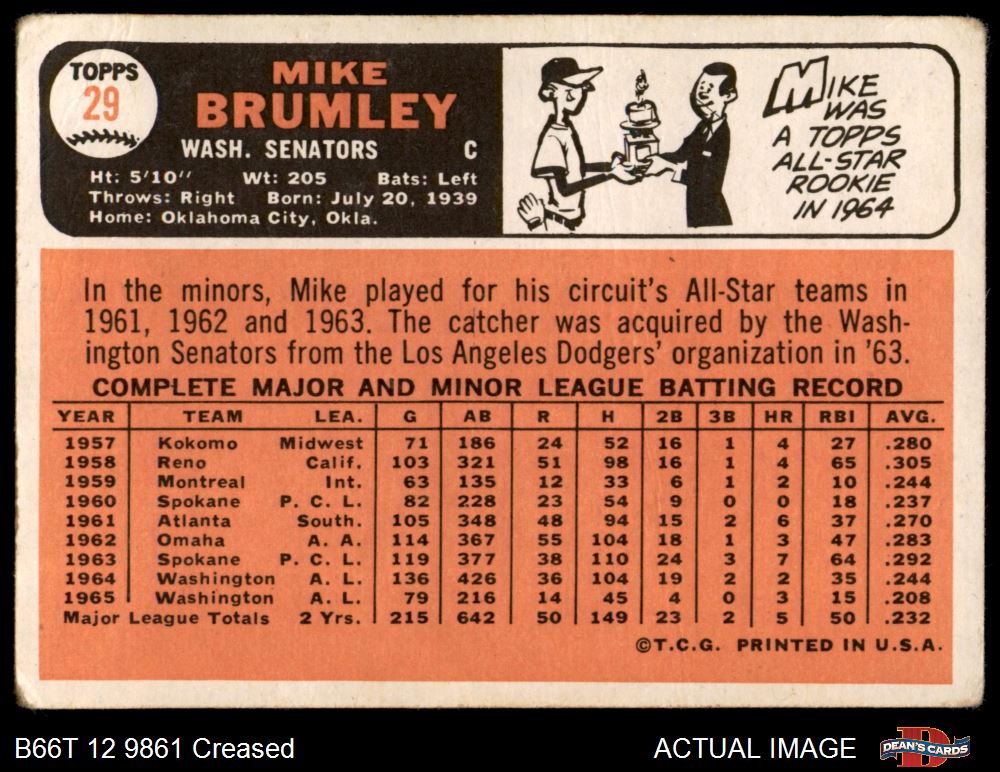 TOPPS
29
MIKE
BRUMLEY
WASH. SENATORS C
Ht: 5'10" Wt: 205 Bats: Left
Throws: Right Born: July 20, 1939
Home: Oklahoma City, Okla.
MIKE
WAS
A TOPPS
ALL-STAR
ROOKIE
IN 1964
In the minors, Mike played for his circuit's All-Star teams in
1961, 1962 and 1963. The catcher was acquired by the Wash-
ington Senators from the Los Angeles Dodgers' organization in '63.
COMPLETE MAJOR AND MINOR LEAGUE BATTING RECORD
YEAR TEAM LEA. G AB R H 2B 3B HR RBI AVG.
1957 Kokomo Midwest 71 186 24 52 16 1 4 27 .280
1958 Reno Calif. 103 321 51 98 16 1 4 65 .305
1959 Montreal Int. 63 135 12 33 6 1 2 10 .244
1960 Spokane P. C. L. 82 228 23 54 9 0 0 18 .237
1961 Atlanta South. 105 348 48 94 15 2 6 37 .270
1962 Omaha A. A. 114 367 55 104 18 1 3 47 .283
1963 Spokane P. C. L. 119 377 38 110 24 3 7 64 .292
1964 Washington A. L. 136 426 36 104 19 2 2 35 .244
1965 Washington A. L. 79 216 14 45 4 0 3 15 .208
Major League Totals 2 Yrs. 215 642 50 149 23 2 5 50 .232
©T.C.G. PRINTED IN U.S.A.
B66T 12 9861 Creased
ACTUAL IMAGE
DEAN'S CARDS